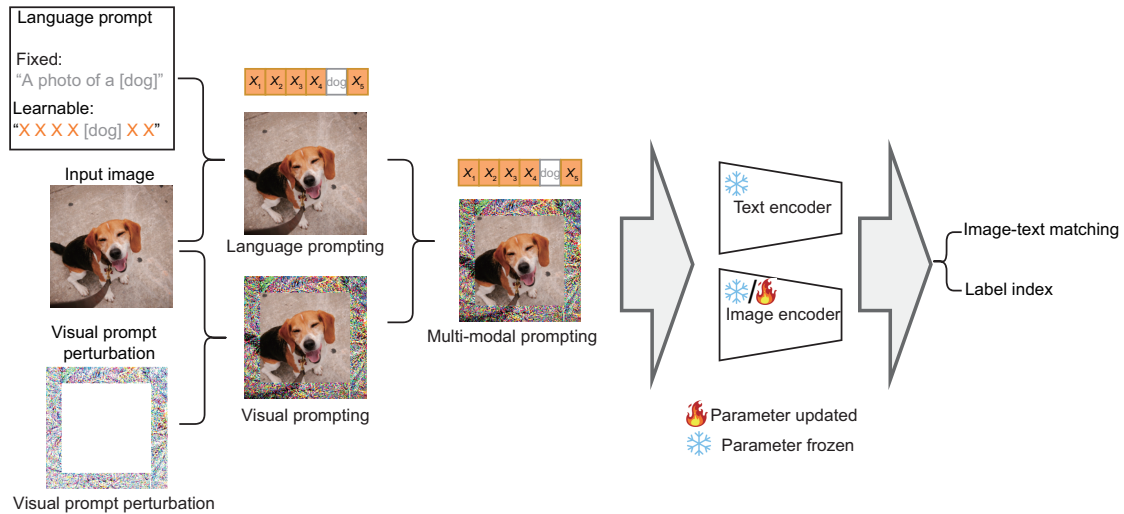 Language prompt
Fixed:
“A photo of a [dog]”
Learnable:
“X X X X [dog] X X”
Input image
Visual prompt
perturbation
Visual prompt perturbation
X1 X2 X3 X4 dog X5
Language prompting
Visual prompting
X1 X2 X3 X4 dog X5
Multi-modal prompting
Text encoder
/
Image encoder
Parameter updated
Parameter frozen
Image-text matching
Label index